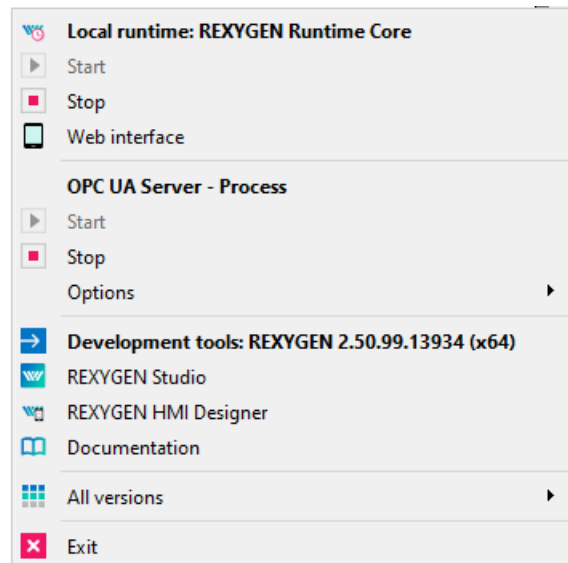 Local runtime: REXYGEN Runtime Core
Start
Stop
Web interface
OPC UA Server - Process
Start
Stop
Options
Development tools: REXYGEN 2.50.99.13934 (x64)
REXYGEN Studio
REXYGEN HMI Designer
Documentation
All versions
Exit